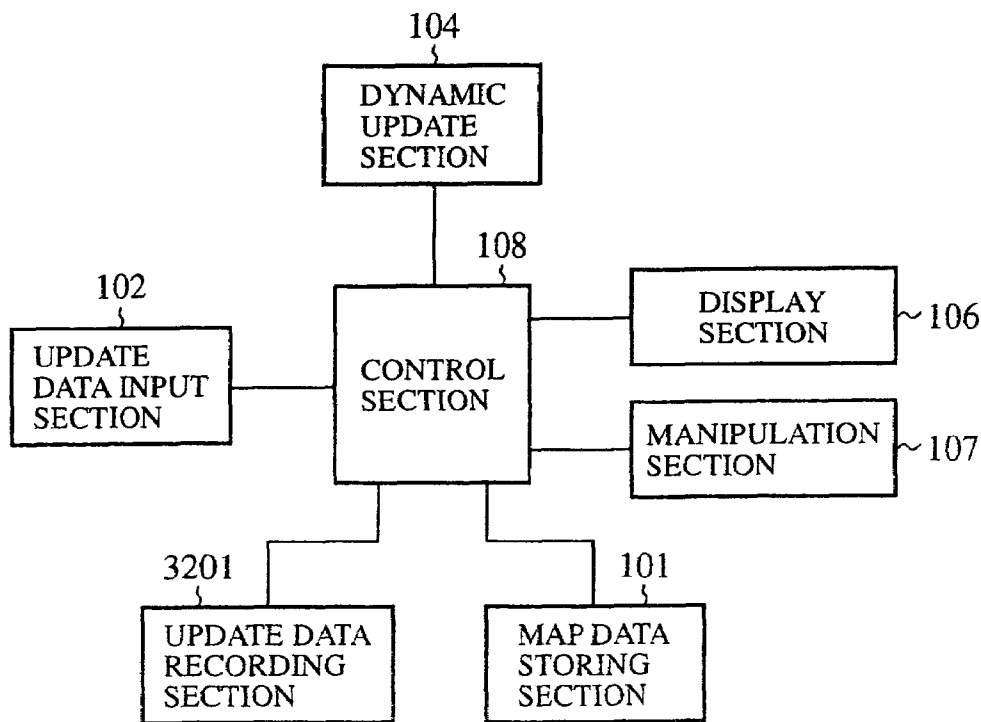 104
DYNAMIC
UPDATE
SECTION
108
102
UPDATE
DATA INPUT
SECTION
CONTROL
SECTION
DISPLAY
SECTION
106
MANIPULATION
SECTION
107
3201
UPDATE DATA
RECORDING
SECTION
101
MAP DATA
STORING
SECTION